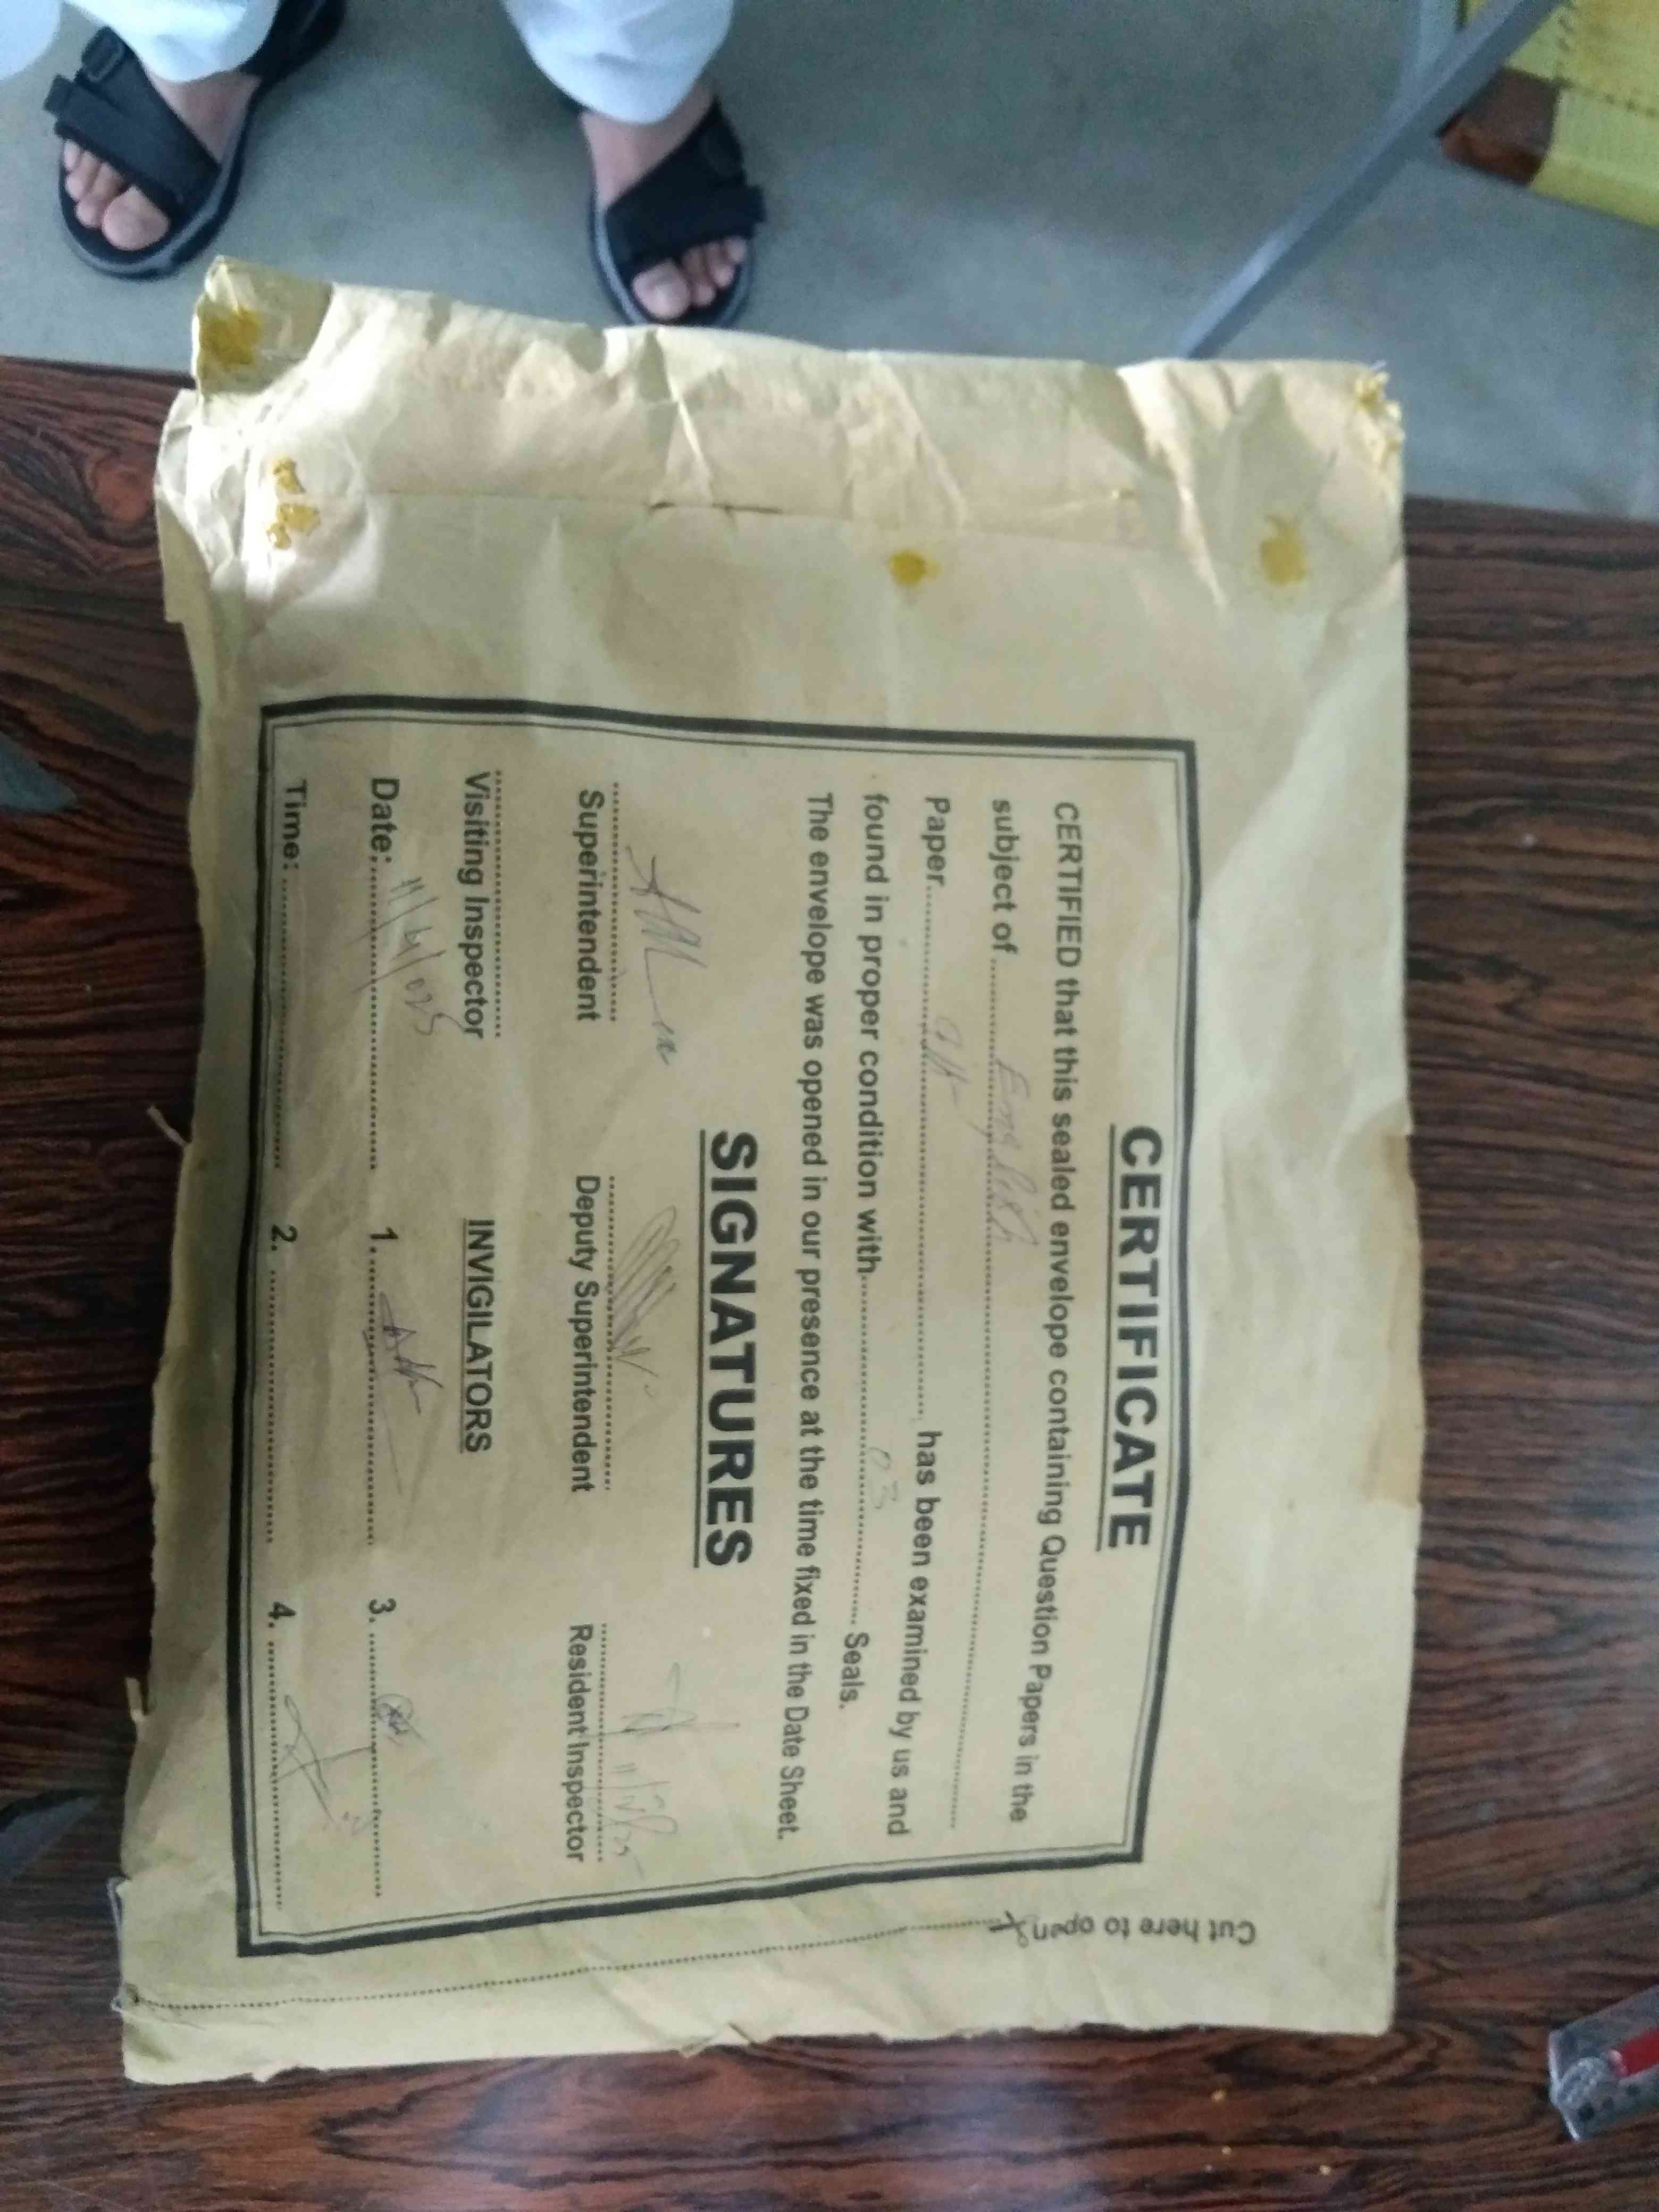 CERTIFICATE
CERTIFIED that this sealed envelope containing Question Papers in the
subject of English
Paper has been examined by us and
found in proper condition with 03 Seals.
The envelope was opened in our presence at the time fixed in the Date Sheet.
SIGNATURES
Superintendent Deputy Superintendent Resident Inspector
Visiting Inspector INVIGILATORS
Date: 1. 3.
Time: 2. 4.
Cut here to open